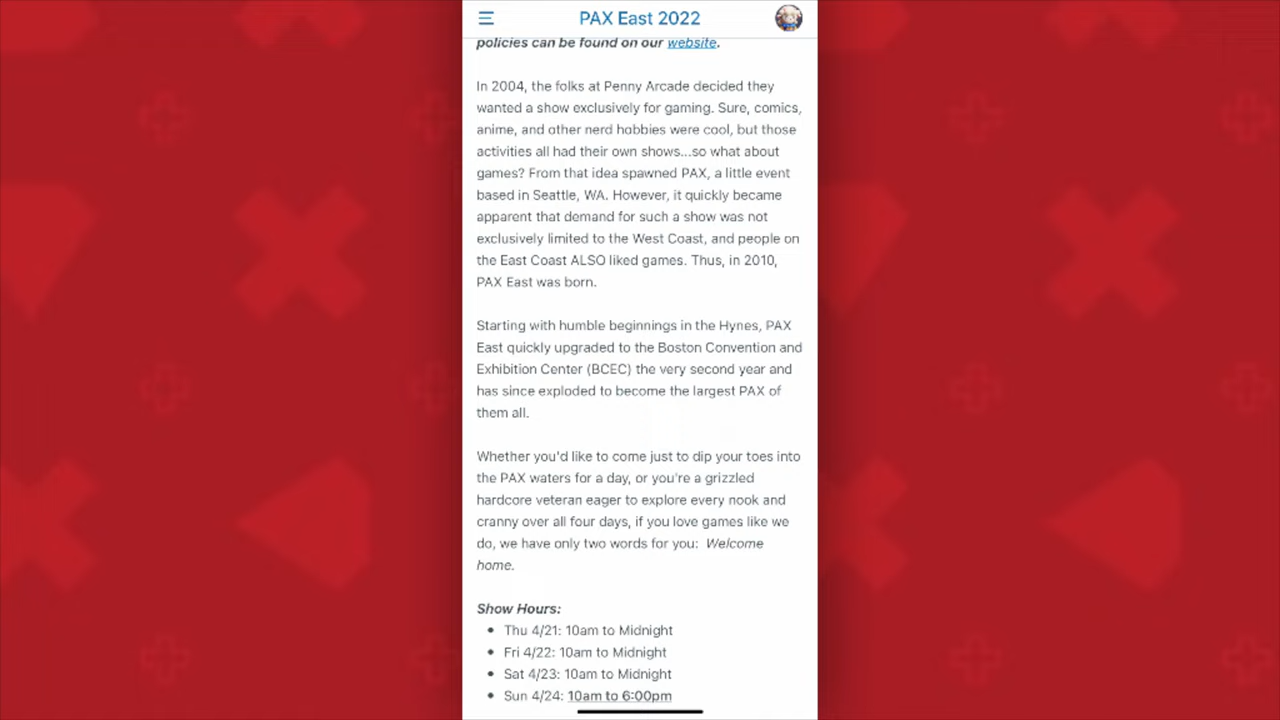 PAX East 2022
policies can be found on our website.
In 2004, the folks at Penny Arcade decided they
wanted a show exclusively for gaming. Sure, comics,
anime, and other nerd hobbies were cool, but those
activities all had their own shows...so what about
games? From that idea spawned PAX, a little event
based in Seattle, WA. However, it quickly became
apparent that demand for such a show was not
exclusively limited to the West Coast, and people on
the East Coast ALSO liked games. Thus, in 2010,
PAX East was born.
Starting with humble beginnings in the Hynes, PAX
East quickly upgraded to the Boston Convention and
Exhibition Center (BCEC) the very second year and
has since exploded to become the largest PAX of
them all.
Whether you'd like to come just to dip your toes into
the PAX waters for a day, or you're a grizzled
hardcore veteran eager to explore every nook and
cranny over all four days, if you love games like we
do, we have only two words for you: Welcome
home.
Show Hours:
• Thu 4/21: 10am to Midnight
• Fri 4/22: 10am to Midnight
• Sat 4/23: 10am to Midnight
• Sun 4/24: 10am to 6:00pm